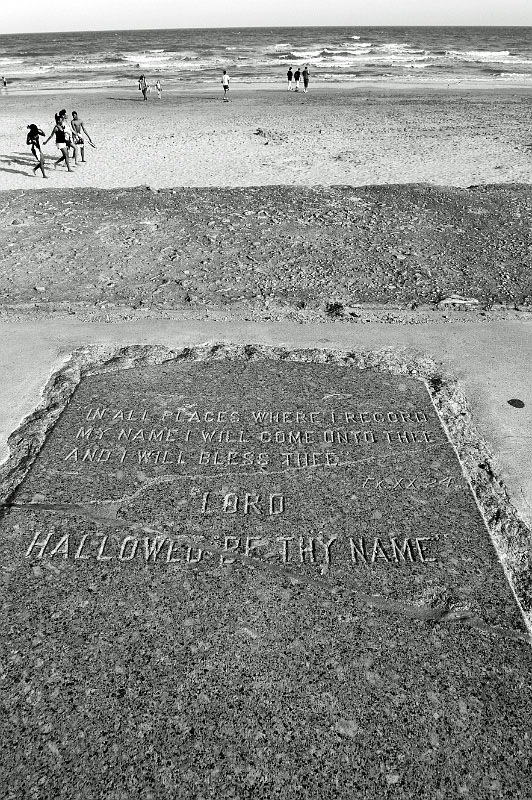 IN ALL PLACES WHERE I RECORD
MY NAME I WILL COME UNTO THEE
AND I WILL BLESS THEE
Ex. XX. 24.
LORD
HALLOWED "BE THY NAME"